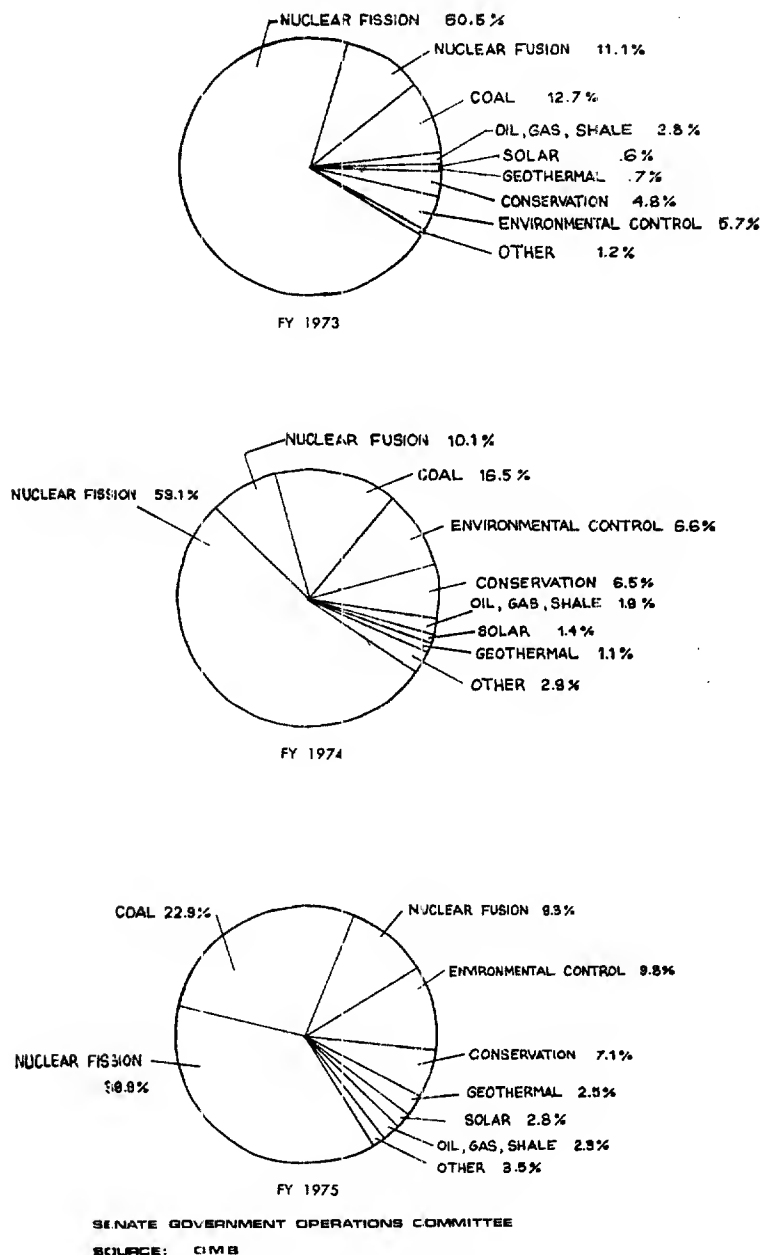 NUCLEAR FISSION 60.5%
NUCLEAR FUSION 11.1%
COAL 12.7%
OIL, GAS, SHALE 2.8%
SOLAR .6%
GEOTHERMAL .7%
CONSERVATION 4.8%
ENVIRONMENTAL CONTROL 5.7%
OTHER 1.2%
FY 1973
NUCLEAR FUSION 10.1%
COAL 16.5%
NUCLEAR FISSION 53.1%
ENVIRONMENTAL CONTROL 6.6%
CONSERVATION 6.5%
OIL, GAS, SHALE 1.9%
SOLAR 1.4%
GEOTHERMAL 1.1%
OTHER 2.9%
FY 1974
COAL 22.9%
NUCLEAR FUSION 9.3%
ENVIRONMENTAL CONTROL 9.8%
CONSERVATION 7.1%
NUCLEAR FISSION
GEOTHERMAL 2.5%
SOLAR 2.8%
OIL, GAS, SHALE 2.3%
OTHER 3.5%
FY 1975
SENATE GOVERNMENT OPERATIONS COMMITTEE
SOURCE: OMB